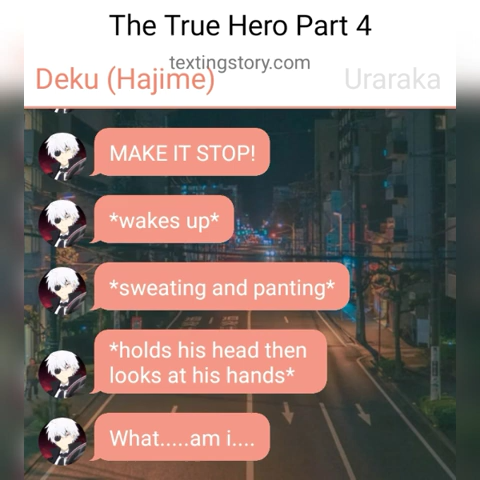 The True Hero Part 4
textingstory.com
Deku (Hajime)
Uraraka
MAKE IT STOP!
*wakes up*
*sweating and panting*
*holds his head then
looks at his hands*
What.....am i....